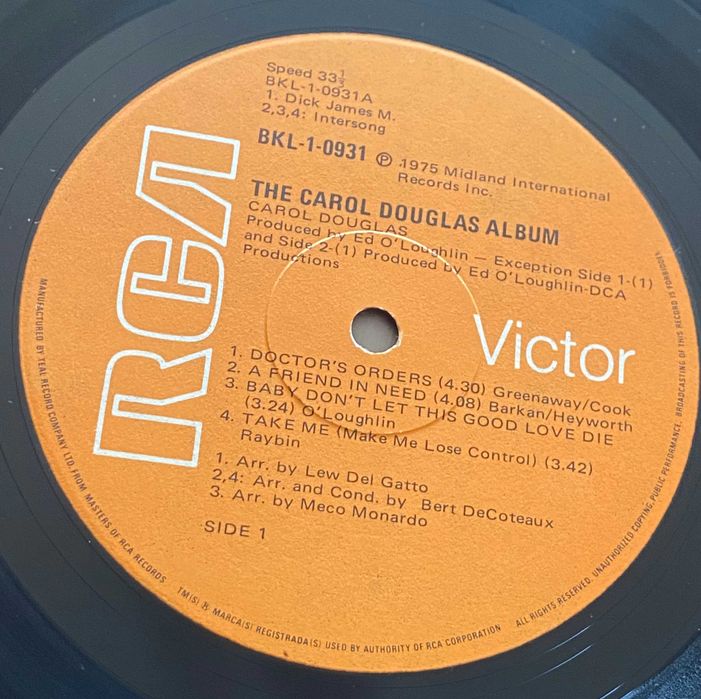 Speed 33⅓
BKL-1-0931A
1. Dick James M.
2,3,4: Intersong
BKL-1-0931 ℗ 1975 Midland International
Records Inc.
THE CAROL DOUGLAS ALBUM
CAROL DOUGLAS
Produced by Ed O'Loughlin – Exception Side 1-(1)
and Side 2-(1) Produced by Ed O'Loughlin-DCA
Productions
RCA
Victor
1. DOCTOR'S ORDERS (4.30) Greenaway/Cook
2. A FRIEND IN NEED (4.08) Barkan/Heyworth
3. BABY DON'T LET THIS GOOD LOVE DIE
(3.24) O'Loughlin
4. TAKE ME (Make Me Lose Control) (3.42)
Raybin
1. Arr. by Lew Del Gatto
2,4: Arr. and Cond. by Bert DeCoteaux
3. Arr. by Meco Monardo
SIDE 1
MANUFACTURED BY TEAL RECORD COMPANY LTD. FROM MASTERS OF RCA RECORDS TM(S) & MARCA(S) REGISTRADA(S) USED BY AUTHORITY OF RCA CORPORATION ALL RIGHTS RESERVED. UNAUTHORIZED COPYING, PUBLIC PERFORMANCE, BROADCASTING OF THIS RECORD IS FORBIDDEN.